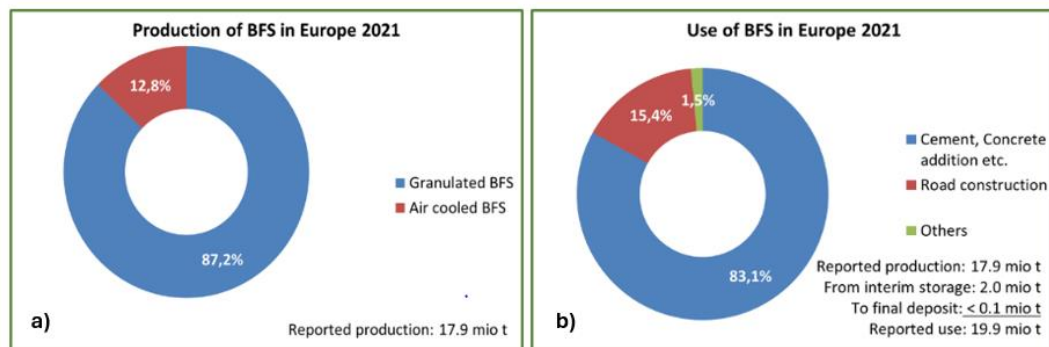 Production of BFS in Europe 2021
12,8%
Granulated BFS
Air cooled BFS
87,2%
a)
Reported production: 17.9 mio t
Use of BFS in Europe 2021
1,5%
15,4%
Cement, Concrete
addition etc.
Road construction
Others
83,1%
Reported production: 17.9 mio t
From interim storage: 2.0 mio t
To final deposit: < 0.1 mio t
b)
Reported use: 19.9 mio t